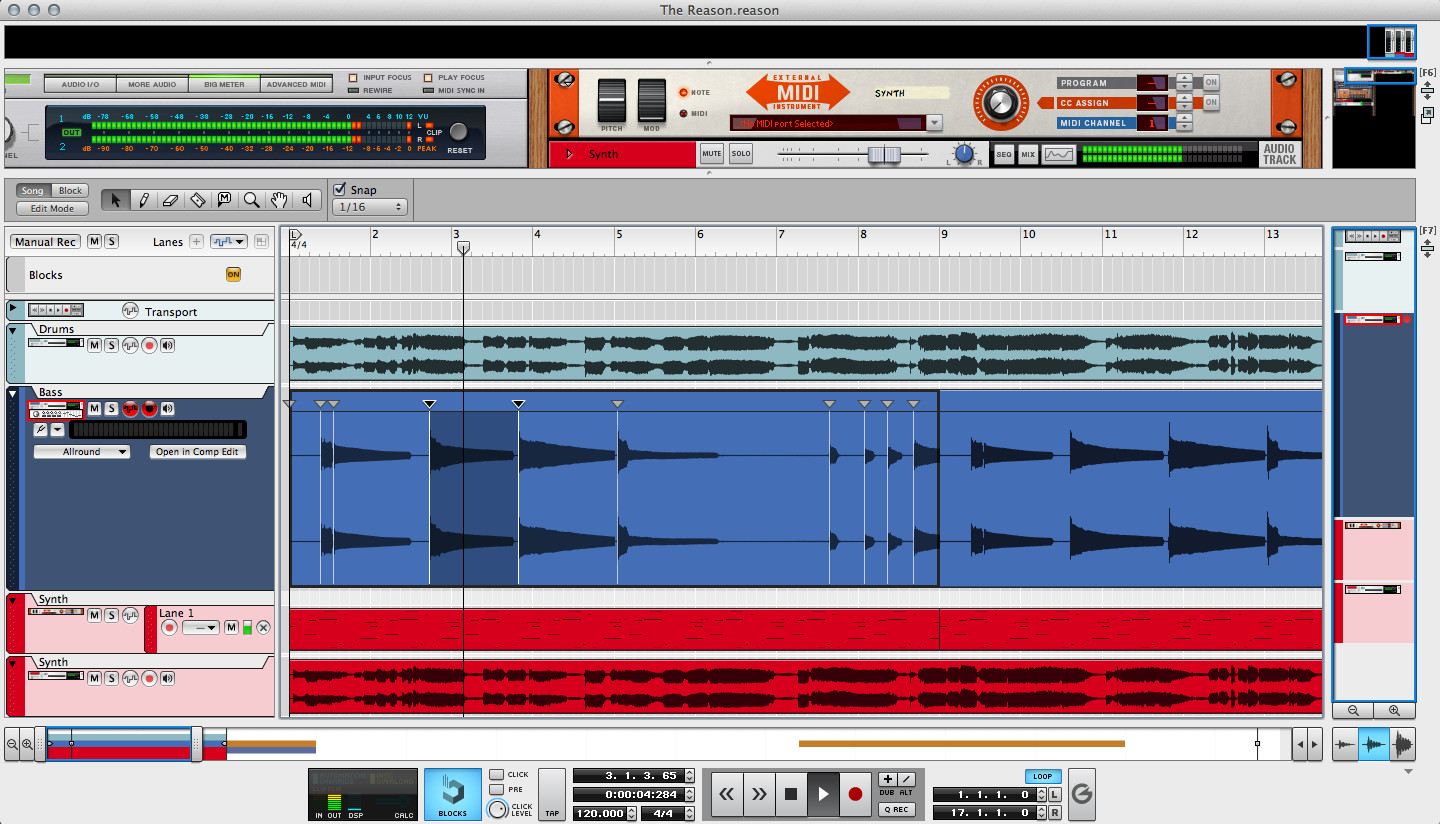 The Reason.reason
[F6]
AUDIO I/O MORE AUDIO BIG METER ADVANCED MIDI
INPUT FOCUS PLAY FOCUS
REWIRE MIDI SYNC IN
1 dB -78 -68 -58 -48 -38 -28 -18 -8 -4 0 4 6 8 10 12 VU
OUT L R CLIP
2 dB -90 -80 -70 -60 -50 -40 -30 -20 -12 -8 -6 -4 -2 0 PEAK
RESET
PITCH MOD
NOTE
MIDI
EXTERNAL
MIDI
INSTRUMENT
SYNTH
<No MIDI port Selected>
PROGRAM ON
CC ASSIGN ON
MIDI CHANNEL 1
Synth
MUTE SOLO
L R
SEQ MIX
AUDIO
TRACK
Song Block
Edit Mode
M
Snap
1/16
[F7]
Manual Rec M S Lanes +
L 2 3 4 5 6 7 8 9 10 11 12 13
4/4
Blocks ON
Transport
Drums
M S
Bass
M S
Allround Open in Comp Edit
Synth
M S
Lane 1
M
Synth
M S
IN OUT DSP CALC
BLOCKS
CLICK
PRE
CLICK
LEVEL
TAP
3. 1. 3. 65
0:00:04:284
120.000 4/4
DUB ALT
Q REC
LOOP
1. 1. 1. 0 L
17. 1. 1. 0 R